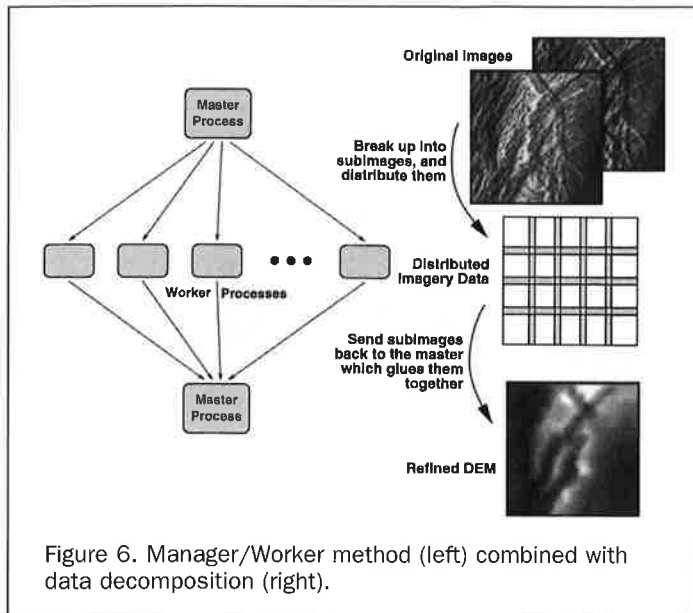 Master
Process
Worker Processes
Master
Process
Original Images
Break up into
subimages, and
distribute them
Distributed
Imagery Data
Send subimages
back to the master
which glues them
together
Refined DEM
Figure 6. Manager/Worker method (left) combined with
data decomposition (right).